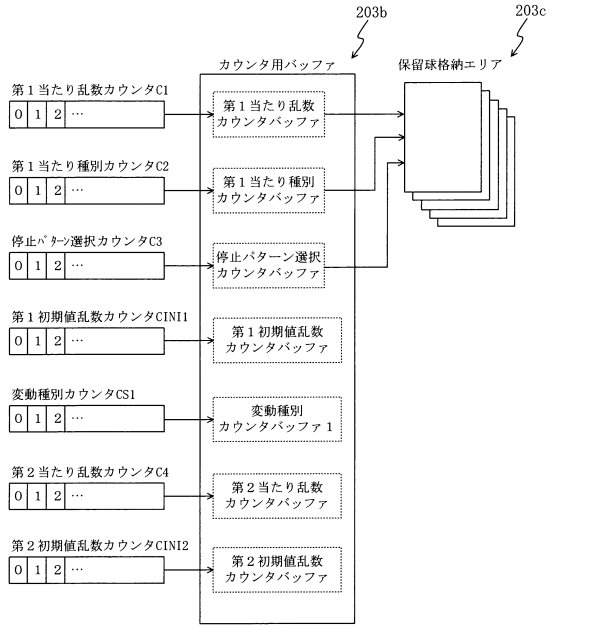 203b
203c
カウンタ用バッファ
保留球格納エリア
第1当たり乱数カウンタC1
0 1 2 …
第1当たり乱数
カウンタバッファ
第1当たり種別カウンタC2
0 1 2 …
第1当たり種別
カウンタバッファ
停止ﾊﾟﾀｰﾝ選択カウンタC3
0 1 2 …
停止パターン選択
カウンタバッファ
第1初期値乱数カウンタCINI1
0 1 2 …
第1初期値乱数
カウンタバッファ
変動種別カウンタCS1
0 1 2 …
変動種別
カウンタバッファ1
第2当たり乱数カウンタC4
0 1 2 …
第2当たり乱数
カウンタバッファ
第2初期値乱数カウンタCINI2
0 1 2 …
第2初期値乱数
カウンタバッファ